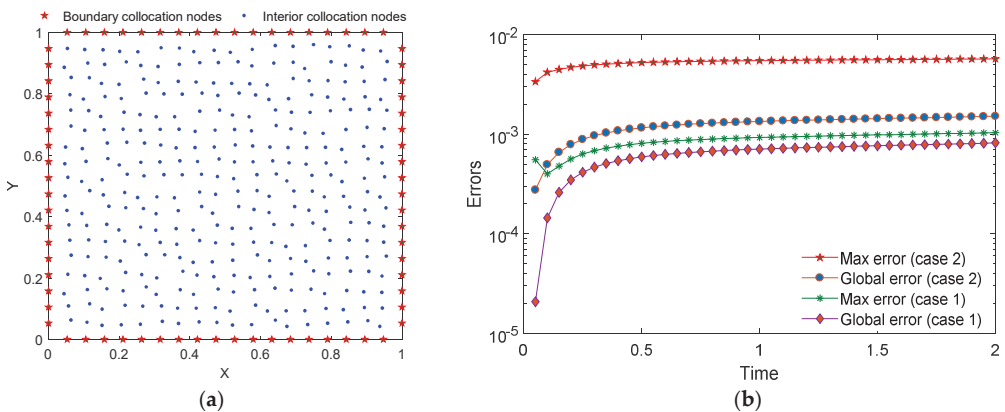 Boundary collocation nodes
Interior collocation nodes
1
0.8
0.6
0.4
0.2
0
Y
0 0.2 0.4 0.6 0.8 1
X
(a)
10-2
10-3
10-4
10-5
Errors
Max error (case 2)
Global error (case 2)
Max error (case 1)
Global error (case 1)
0 0.5 1 1.5 2
Time
(b)